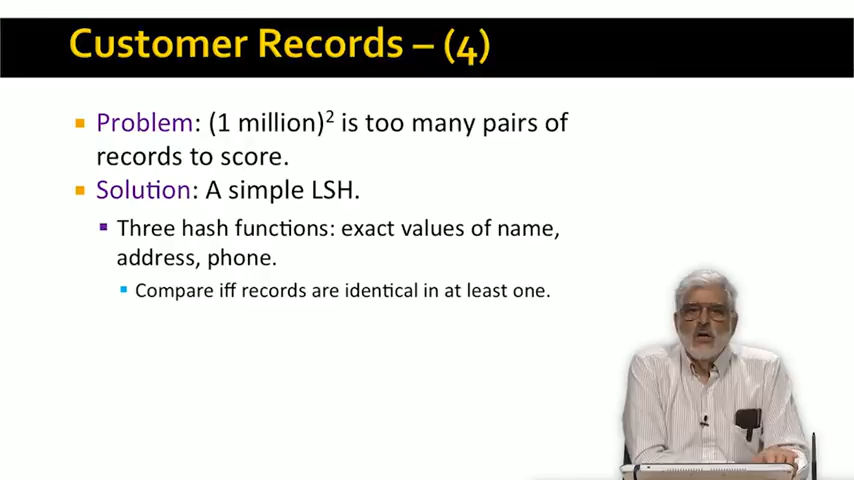 Customer Records – (4)
Problem: (1 million)² is too many pairs of
records to score.
Solution: A simple LSH.
Three hash functions: exact values of name,
address, phone.
Compare iff records are identical in at least one.